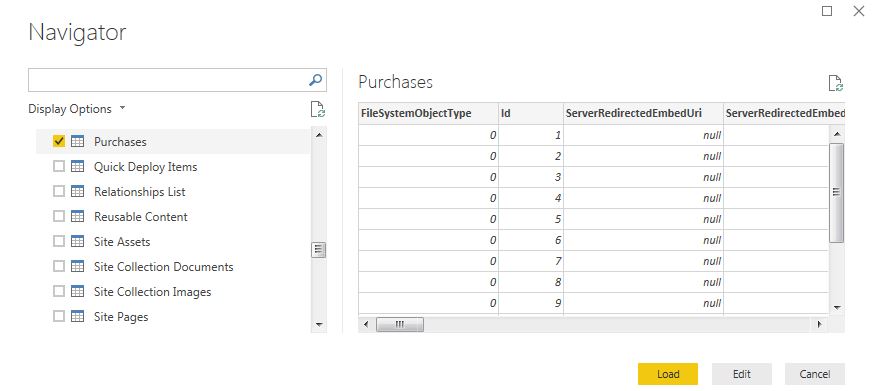 Navigator
Display Options
Purchases
Quick Deploy Items
Relationships List
Reusable Content
Site Assets
Site Collection Documents
Site Collection Images
Site Pages
Purchases
FileSystemObjectType Id ServerRedirectedEmbedUri ServerRedirectedEmbed
0 1 null
0 2 null
0 3 null
0 4 null
0 5 null
0 6 null
0 7 null
0 8 null
0 9 null
Load Edit Cancel